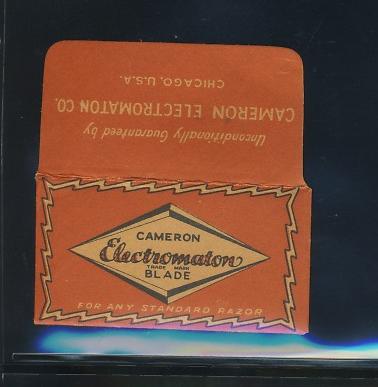 Unconditionally Guaranteed by
CAMERON ELECTROMATON CO.
CHICAGO, U.S.A.
CAMERON
Electromaton
TRADE MARK
BLADE
FOR ANY STANDARD RAZOR